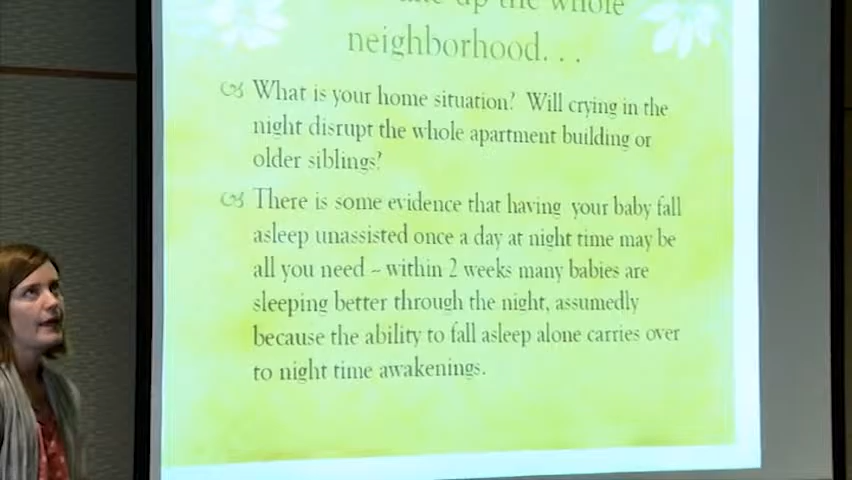 up the whole
neighborhood. . .
What is your home situation? Will crying in the
night disrupt the whole apartment building or
older siblings?
There is some evidence that having your baby fall
asleep unassisted once a day at night time may be
all you need ~ within 2 weeks many babies are
sleeping better through the night, assumedly
because the ability to fall asleep alone carries over
to night time awakenings.